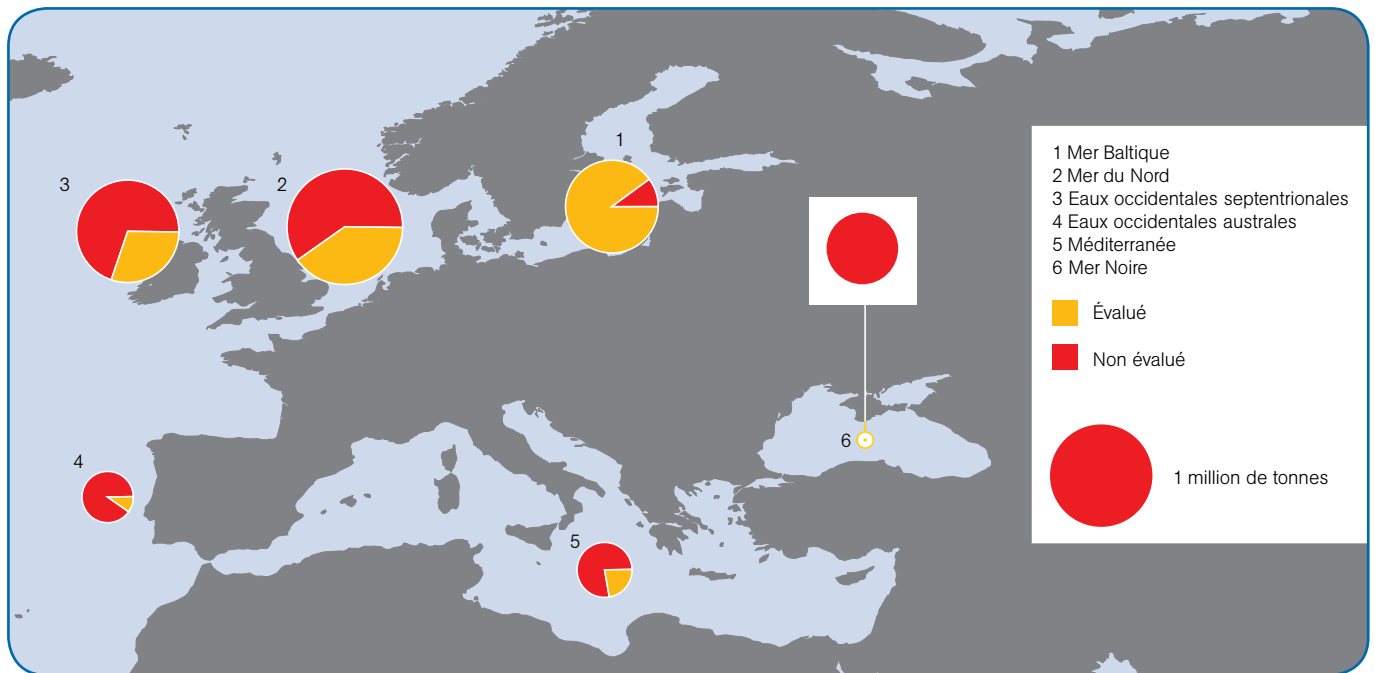 1
3
2
4
5
6
1 Mer Baltique
2 Mer du Nord
3 Eaux occidentales septentrionales
4 Eaux occidentales australes
5 Méditerranée
6 Mer Noire
Évalué
Non évalué
1 million de tonnes